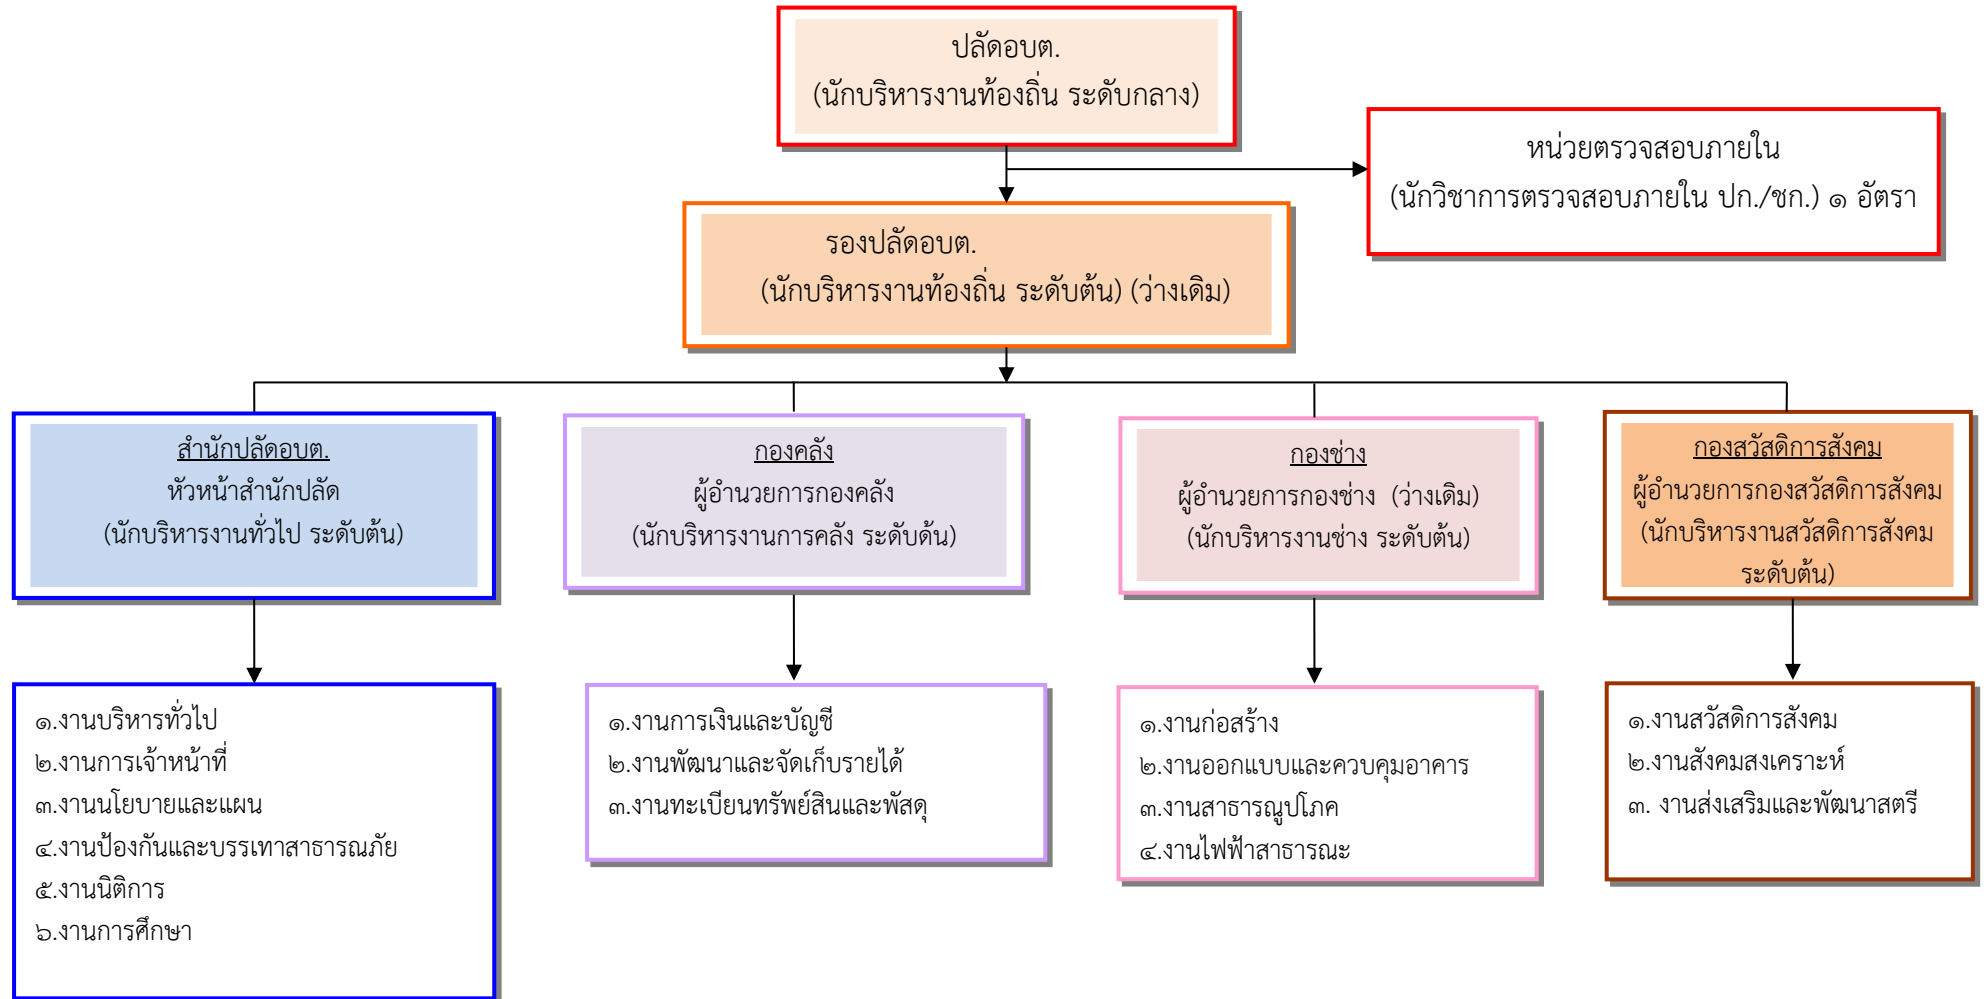 ปลัดอบต.
(นักบริหารงานท้องถิ่น ระดับกลาง)
หน่วยตรวจสอบภายใน
(นักวิชาการตรวจสอบภายใน ปก./ชก.) ๑ อัตรา
รองปลัดอบต.
(นักบริหารงานท้องถิ่น ระดับต้น) (ว่างเดิม)
สำนักปลัดอบต.
หัวหน้าสำนักปลัด
(นักบริหารงานทั่วไป ระดับต้น)
กองคลัง
ผู้อำนวยการกองคลัง
(นักบริหารงานการคลัง ระดับด้น)
กองช่าง
ผู้อำนวยการกองช่าง (ว่างเดิม)
(นักบริหารงานช่าง ระดับต้น)
กองสวัสดิการสังคม
ผู้อำนวยการกองสวัสดิการสังคม
(นักบริหารงานสวัสดิการสังคม
ระดับต้น)
๑.งานบริหารทั่วไป
๒.งานการเจ้าหน้าที่
๓.งานนโยบายและแผน
๔.งานป้องกันและบรรเทาสาธารณภัย
๕.งานนิติการ
๖.งานการศึกษา
๑.งานการเงินและบัญชี
๒.งานพัฒนาและจัดเก็บรายได้
๓.งานทะเบียนทรัพย์สินและพัสดุ
๑.งานก่อสร้าง
๒.งานออกแบบและควบคุมอาคาร
๓.งานสาธารณูปโภค
๔.งานไฟฟ้าสาธารณะ
๑.งานสวัสดิการสังคม
๒.งานสังคมสงเคราะห์
๓. งานส่งเสริมและพัฒนาสตรี